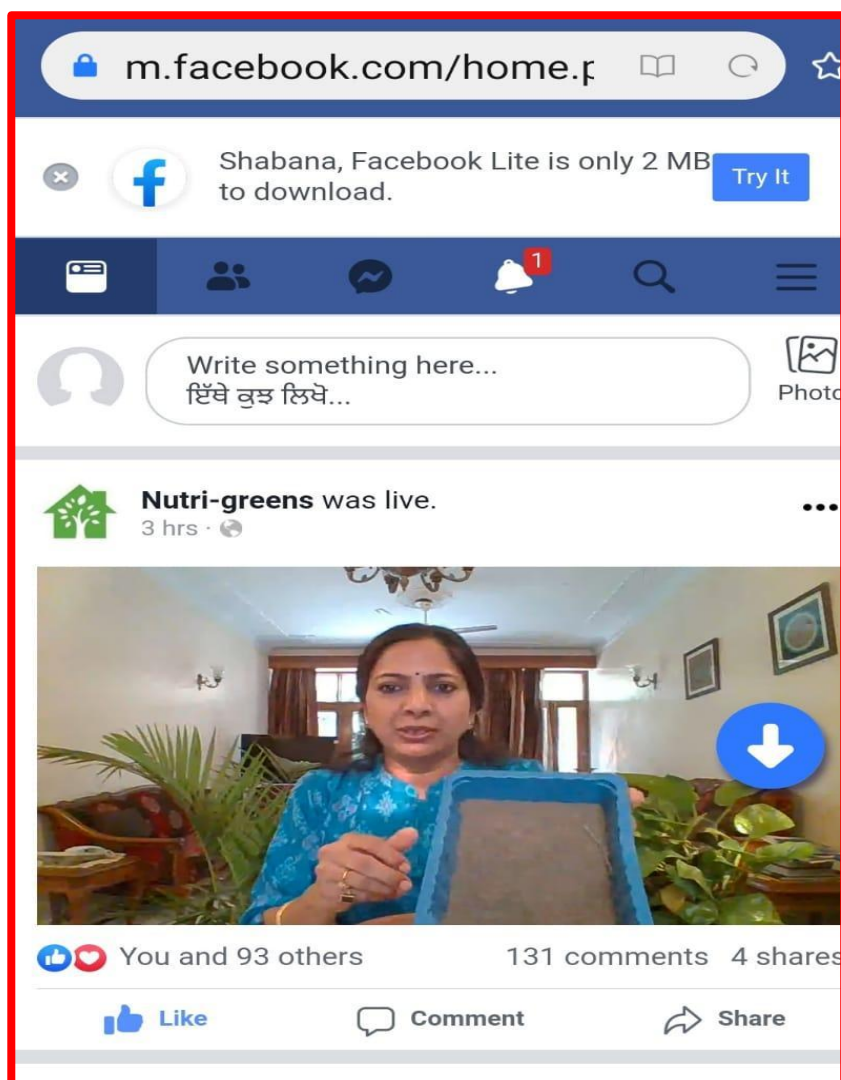 m.facebook.com/home.p
Shabana, Facebook Lite is only 2 MB
to download.
Try It
1
Write something here...
ਇੱਥੇ ਕੁਝ ਲਿਖੋ...
Photo
Nutri-greens was live.
3 hrs ·
You and 93 others 131 comments 4 shares
Like Comment Share